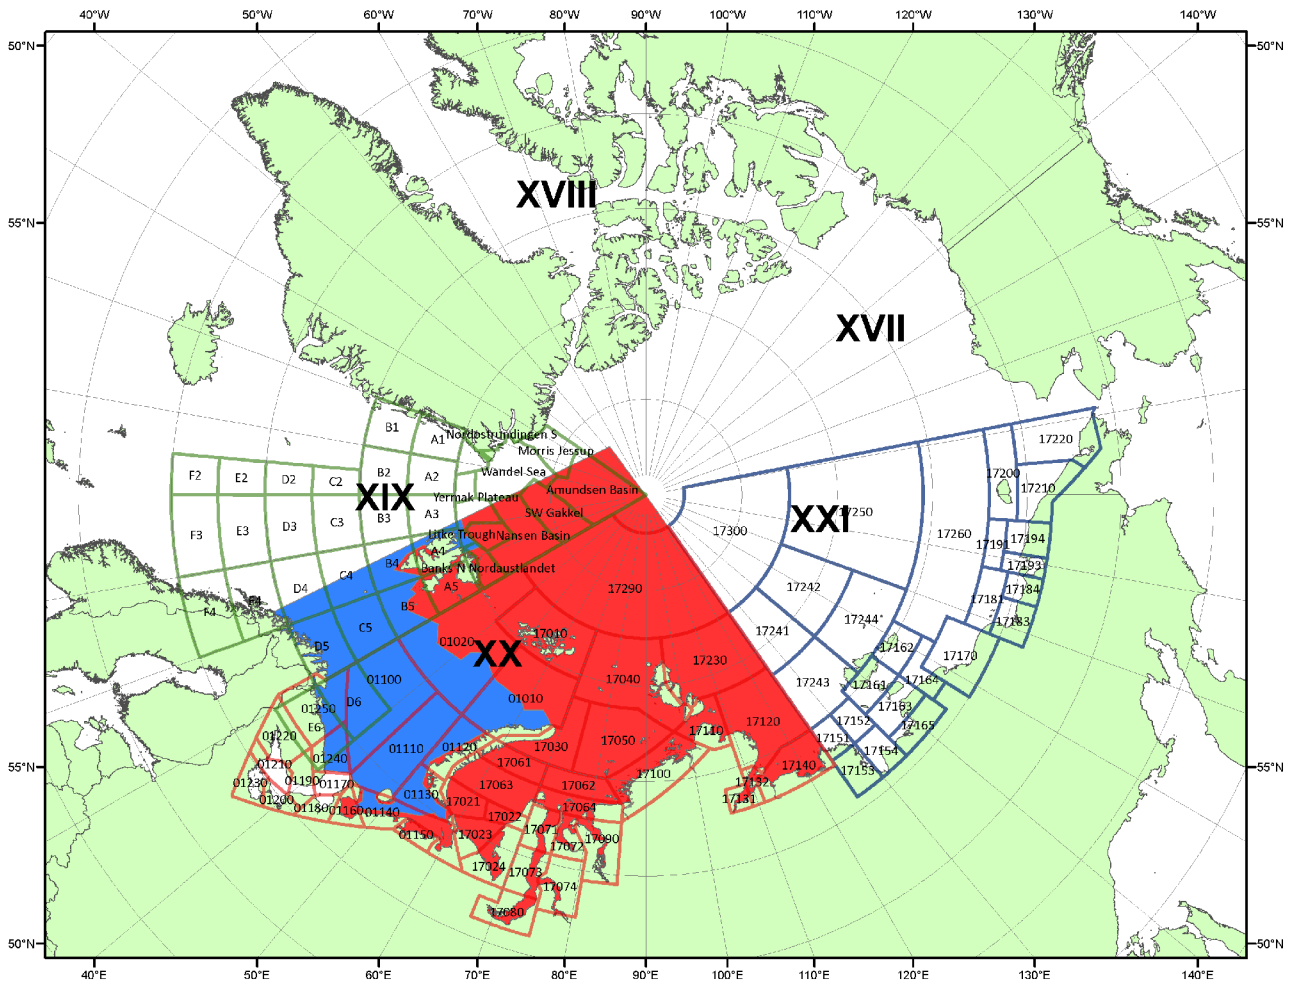 40°W 50°W 60°W 70°W 80°W 90°W 100°W 110°W 120°W 130°W 140°W
50°N 50°N
XVIII
55°N 55°N
XVII
B1 A1 Nordostrundingen S 17220
Morris Jessup
F2 E2 D2 C2 B2 A2 Wandel Sea 17200
XIX Yermak Plateau Amundsen Basin 17210
F3 E3 D3 C3 B3 A3 SW Gakkel XXI 17250
Litke Trough Nansen Basin 17300 17260 17191 17194
A4
B4 Banks N Nordaustlandet 17193
D4 C4 A5 17290 17242 17184
F4 E4 B5 17181
C5 17244 17183
D5 01020 17010 17241 17162
XX 17230 17170
01100 17040 17243 17161 17164
D6 01010 17163
01250 17120 17152 17165
E6 17110
01220 01110 01120 17030 17050 17151 17154
01240 17061
01210 17100 17140 17153
55°N 55°N
01230 01190 01170 17063 17062 17132
01200 01130 17021 17131
01180 01160 01140 17022 17064
01150 17023 17071 17090
17072
17024 17073
17074
17080
50°N 50°N
40°E 50°E 60°E 70°E 80°E 90°E 100°E 110°E 120°E 130°E 140°E